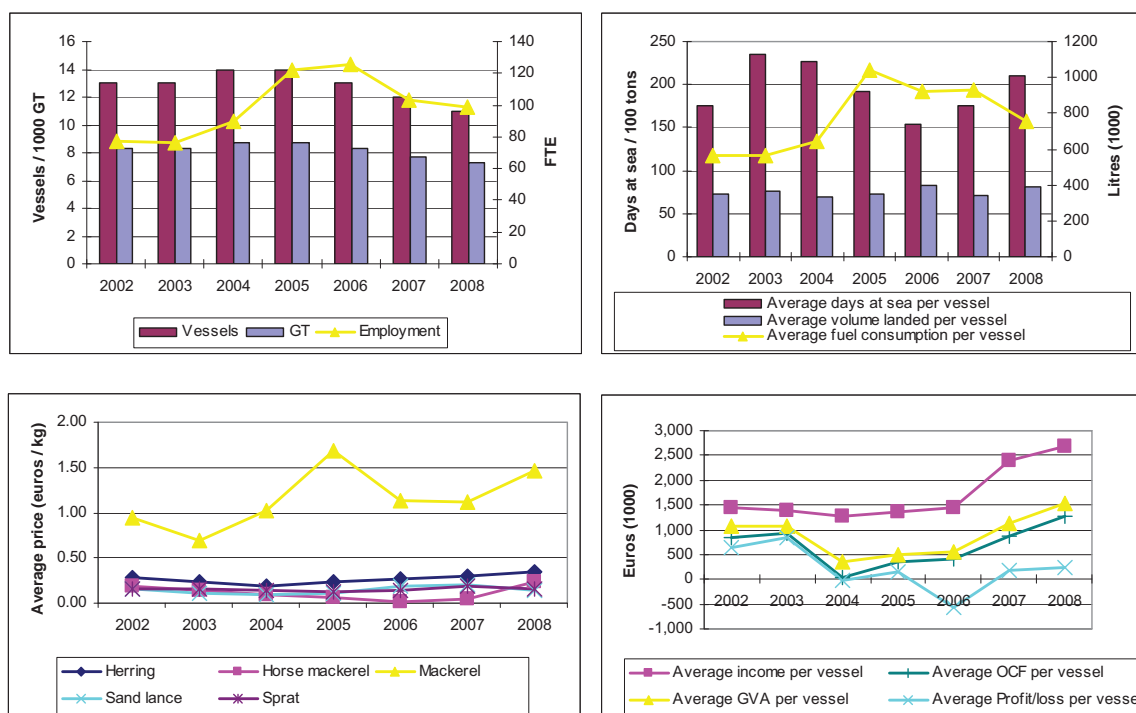 Vessels / 1000 GT
16
14
12
10
8
6
4
2
0
140
120
100
80
60
40
20
0
FTE
2002 2003 2004 2005 2006 2007 2008
Vessels GT Employment
Days at sea / 100 tons
250
200
150
100
50
0
1200
1000
800
600
400
200
0
Litres (1000)
2002 2003 2004 2005 2006 2007 2008
Average days at sea per vessel
Average volume landed per vessel
Average fuel consumption per vessel
Average price (euros / kg)
2.00
1.50
1.00
0.50
0.00
2002 2003 2004 2005 2006 2007 2008
Herring Horse mackerel Mackerel
Sand lance Sprat
Euros (1000)
3,000
2,500
2,000
1,500
1,000
500
0
-500
-1,000
2002 2003 2004 2005 2006 2007 2008
Average income per vessel Average OCF per vessel
Average GVA per vessel Average Profit/loss per vessel